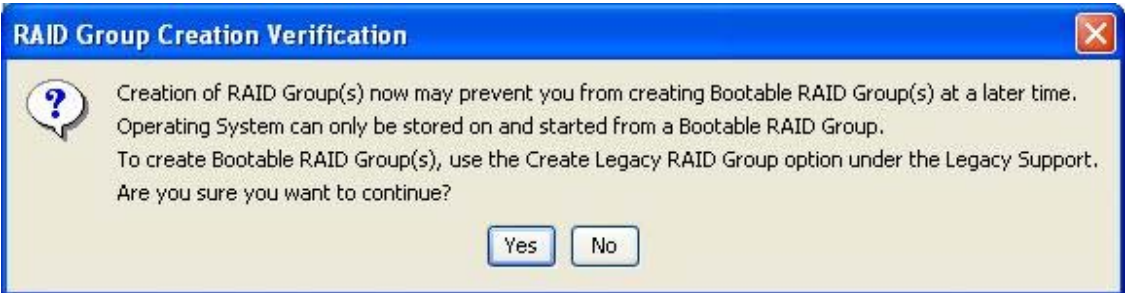 RAID Group Creation Verification
Creation of RAID Group(s) now may prevent you from creating Bootable RAID Group(s) at a later time.
Operating System can only be stored on and started from a Bootable RAID Group.
To create Bootable RAID Group(s), use the Create Legacy RAID Group option under the Legacy Support.
Are you sure you want to continue?
Yes No